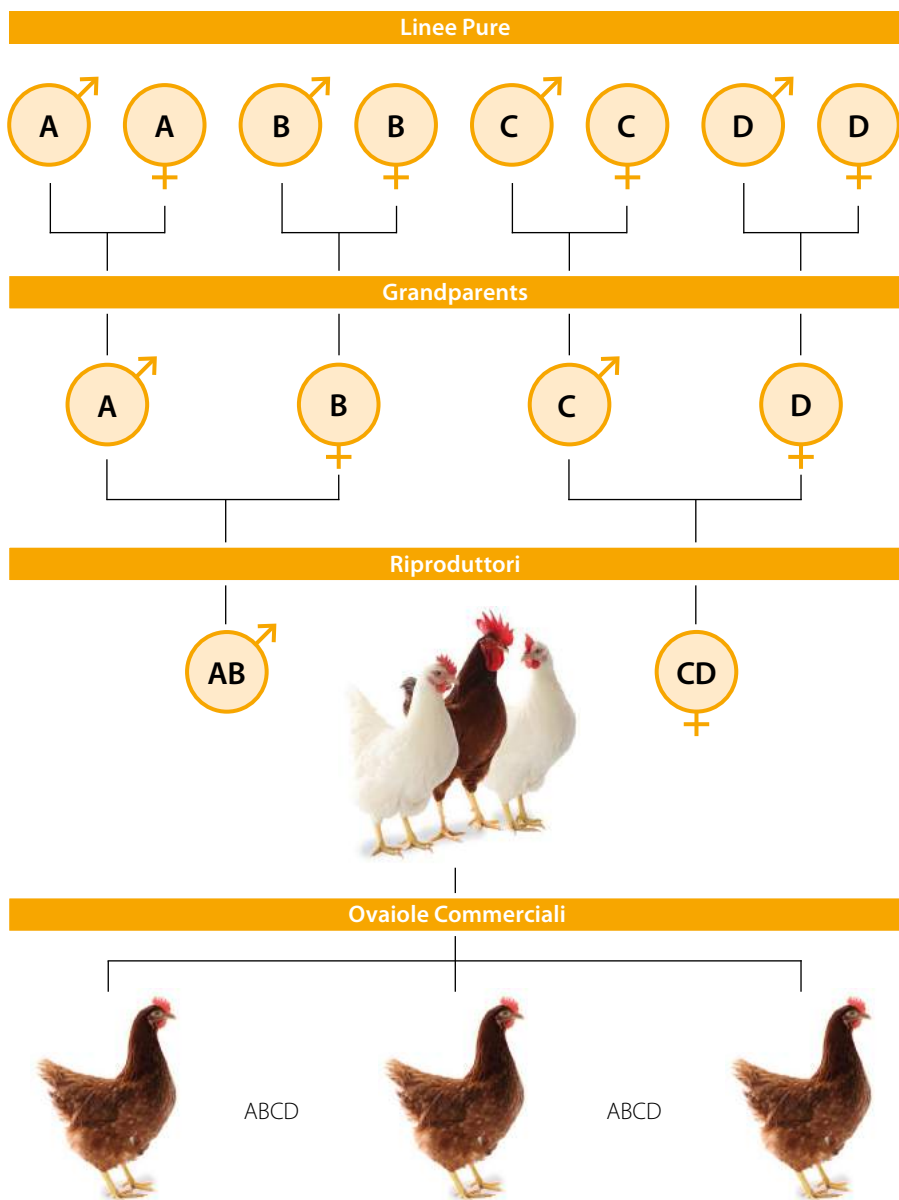 Linee Pure
A A B B C C D D
Grandparents
A B C D
Riproduttori
AB CD
Ovaiole Commerciali
ABCD ABCD